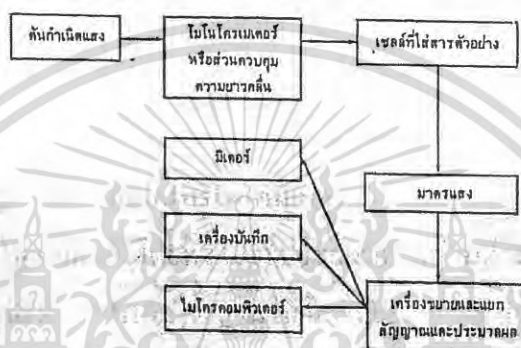 ต้นกำเนิดแสง
โมโนโครเมเตอร์
หรือส่วนควบคุม
ความยาวคลื่น
เซลล์ที่ใส่สารตัวอย่าง
มิเตอร์
มาตรแสง
เครื่องบันทึก
ไมโครคอมพิวเตอร์
เครื่องขยายและแยก
สัญญาณและประมวลผล